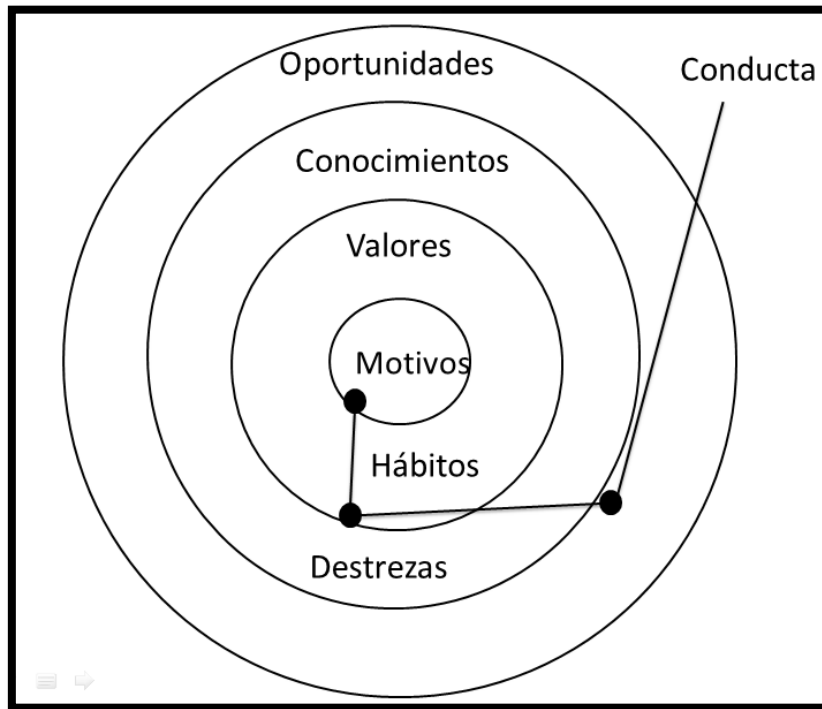 Oportunidades
Conducta
Conocimientos
Valores
Motivos
Hábitos
Destrezas